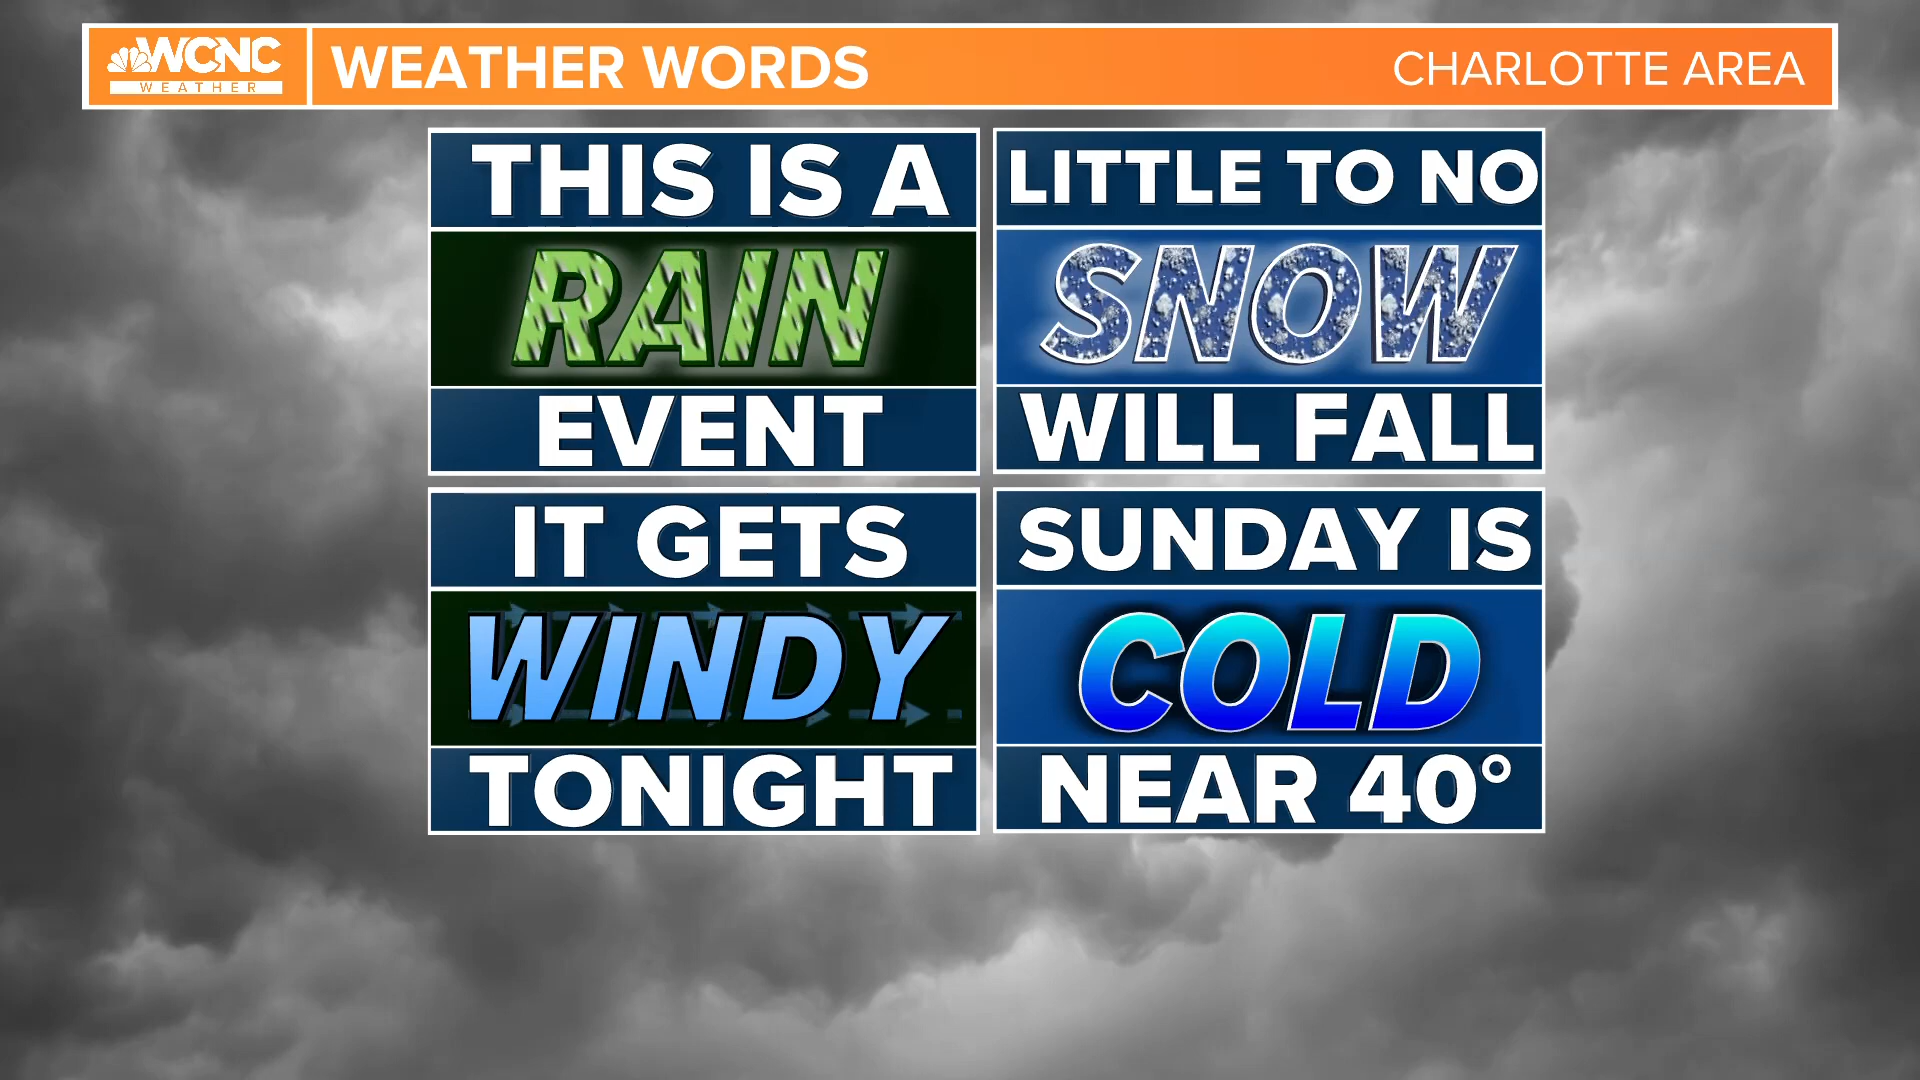 WCNC
WEATHER
WEATHER WORDS
CHARLOTTE AREA
THIS IS A
RAIN
EVENT
LITTLE TO NO
SNOW
WILL FALL
IT GETS
WINDY
TONIGHT
SUNDAY IS
COLD
NEAR 40°